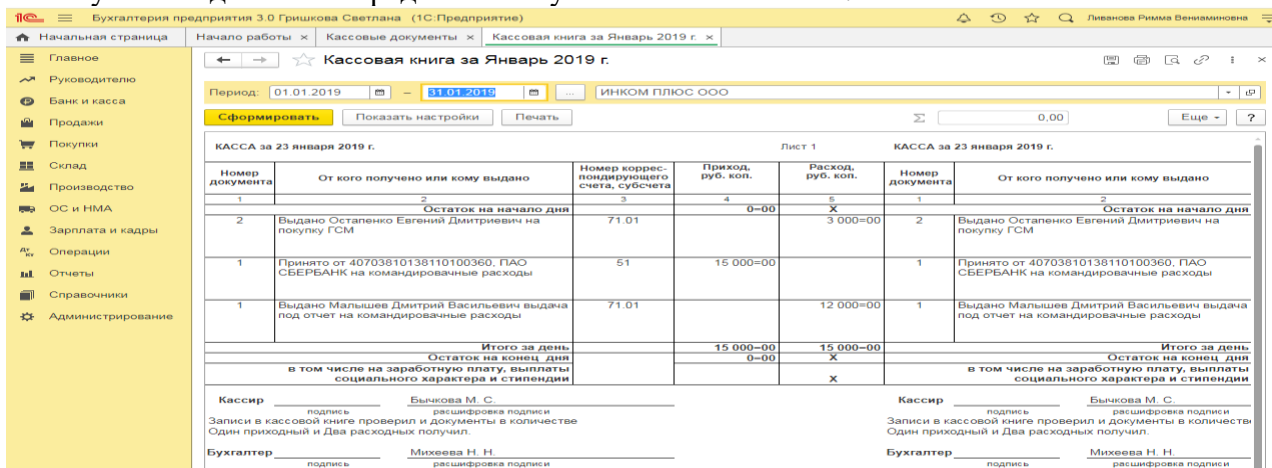 Бухгалтерия предприятия 3.0 Гришкова Светлана (1С:Предприятие) Ливанова Римма Вениаминовна
Начальная страница Начало работы × Кассовые документы × Кассовая книга за Январь 2019 г. ×
Главное
Руководителю
Банк и касса
Продажи
Покупки
Склад
Производство
ОС и НМА
Зарплата и кадры
Операции
Отчеты
Справочники
Администрирование
Кассовая книга за Январь 2019 г.
Период: 01.01.2019 – 31.01.2019 ... ИНКОМ ПЛЮС ООО
Сформировать Показать настройки Печать Σ 0,00 Еще ?
КАССА за 23 января 2019 г. Лист 1 КАССА за 23 января 2019 г.
Номер документа От кого получено или кому выдано Номер коррес-пондирующего счета, субсчета Приход, руб. коп. Расход, руб. коп. Номер документа От кого получено или кому выдано
1 2 3 4 5 1 2
Остаток на начало дня 0=00 X Остаток на начало дня
2 Выдано Остапенко Евгений Дмитриевич на 71.01 3 000=00 2 Выдано Остапенко Евгений Дмитриевич на
покупку ГСМ покупку ГСМ
1 Принято от 40703810138110100360, ПАО 51 15 000=00 1 Принято от 40703810138110100360, ПАО
СБЕРБАНК на командировачные расходы СБЕРБАНК на командировачные расходы
1 Выдано Малышев Дмитрий Васильевич выдача 71.01 12 000=00 1 Выдано Малышев Дмитрий Васильевич выдача
под отчет на командировачные расходы под отчет на командировачные расходы
Итого за день 15 000=00 15 000=00 Итого за день
Остаток на конец дня 0=00 X Остаток на конец дня
в том числе на заработную плату, выплаты в том числе на заработную плату, выплаты
социального характера и стипендии X социального характера и стипендии
Кассир Бычкова М. С. Кассир Бычкова М. С.
подпись расшифровка подписи подпись расшифровка подписи
Записи в кассовой книге проверил и документы в количестве Записи в кассовой книге проверил и документы в количестве
Один приходный и Два расходных получил. Один приходный и Два расходных получил.
Бухгалтер Михеева Н. Н. Бухгалтер Михеева Н. Н.
подпись расшифровка подписи подпись расшифровка подписи